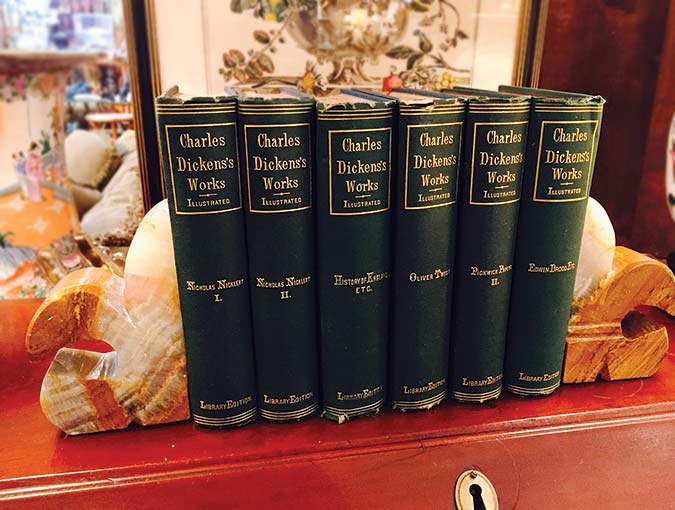 Charles
Dickens's
Works
Illustrated
Nicholas Nickleby
I.
Library Edition
Charles
Dickens's
Works
Illustrated
Nicholas Nickleby
II.
Library Edition
Charles
Dickens's
Works
Illustrated
History of England
ETC.
Library Edition
Charles
Dickens's
Works
Illustrated
Oliver Twist
Library Edition
Charles
Dickens's
Works
Illustrated
Pickwick Papers
II.
Library Edition
Charles
Dickens's
Works
Illustrated
Edwin Drood Etc.
Library Edition